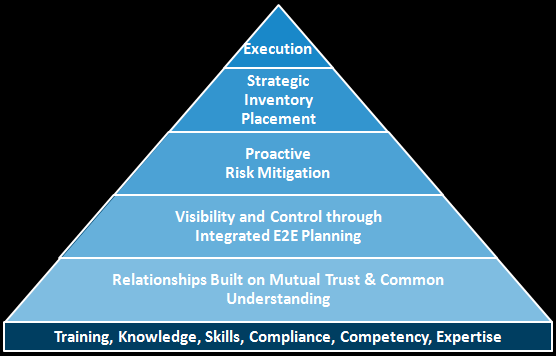 Execution
Strategic
Inventory
Placement
Proactive
Risk Mitigation
Visibility and Control through
Integrated E2E Planning
Relationships Built on Mutual Trust & Common
Understanding
Training, Knowledge, Skills, Compliance, Competency, Expertise